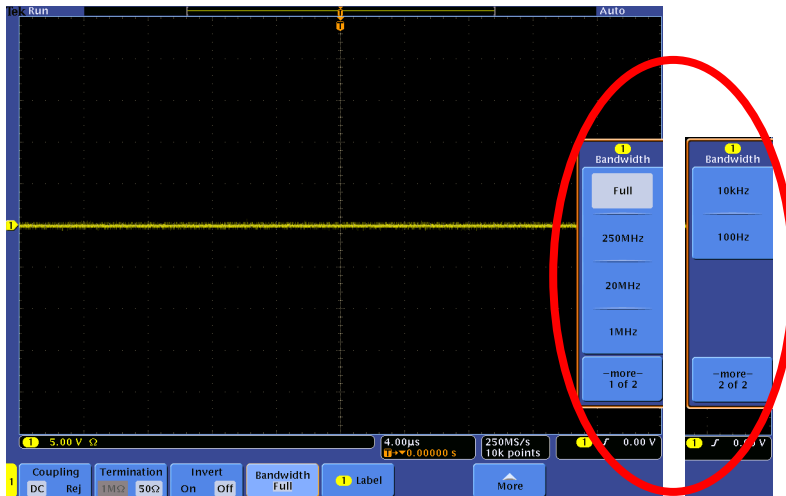 Tek Run Auto
T
T
1
Bandwidth
Full
250MHz
20MHz
1MHz
—more—
1 of 2
1
Bandwidth
10kHz
100Hz
—more—
2 of 2
1
1 5.00 V Ω
4.00µs
T→▼0.00000 s
250MS/s
10k points
1 ƒ 0.00 V
1 ƒ 0.00 V
1
Coupling
DC Rej
Termination
1MΩ 50Ω
Invert
On Off
Bandwidth
Full
1 Label
More